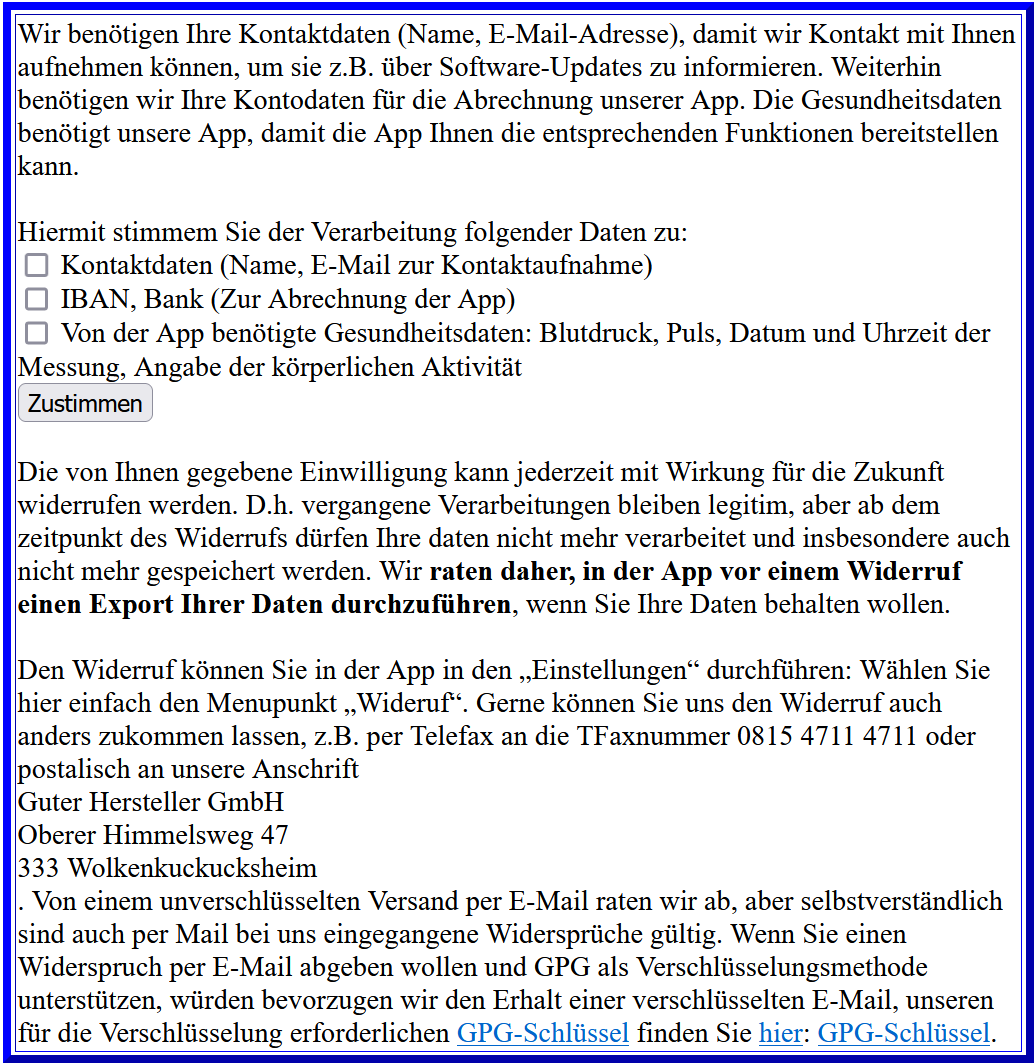 Wir benötigen Ihre Kontaktdaten (Name, E-Mail-Adresse), damit wir Kontakt mit Ihnen
aufnehmen können, um sie z.B. über Software-Updates zu informieren. Weiterhin
benötigen wir Ihre Kontodaten für die Abrechnung unserer App. Die Gesundheitsdaten
benötigt unsere App, damit die App Ihnen die entsprechenden Funktionen bereitstellen
kann.
Hiermit stimmem Sie der Verarbeitung folgender Daten zu:
Kontaktdaten (Name, E-Mail zur Kontaktaufnahme)
IBAN, Bank (Zur Abrechnung der App)
Von der App benötigte Gesundheitsdaten: Blutdruck, Puls, Datum und Uhrzeit der
Messung, Angabe der körperlichen Aktivität
Zustimmen
Die von Ihnen gegebene Einwilligung kann jederzeit mit Wirkung für die Zukunft
widerrufen werden. D.h. vergangene Verarbeitungen bleiben legitim, aber ab dem
zeitpunkt des Widerrufs dürfen Ihre daten nicht mehr verarbeitet und insbesondere auch
nicht mehr gespeichert werden. Wir raten daher, in der App vor einem Widerruf
einen Export Ihrer Daten durchzuführen, wenn Sie Ihre Daten behalten wollen.
Den Widerruf können Sie in der App in den „Einstellungen“ durchführen: Wählen Sie
hier einfach den Menupunkt „Wideruf“. Gerne können Sie uns den Widerruf auch
anders zukommen lassen, z.B. per Telefax an die TFaxnummer 0815 4711 4711 oder
postalisch an unsere Anschrift
Guter Hersteller GmbH
Oberer Himmelsweg 47
333 Wolkenkuckucksheim
. Von einem unverschlüsselten Versand per E-Mail raten wir ab, aber selbstverständlich
sind auch per Mail bei uns eingegangene Widersprüche gültig. Wenn Sie einen
Widerspruch per E-Mail abgeben wollen und GPG als Verschlüsselungsmethode
unterstützen, würden bevorzugen wir den Erhalt einer verschlüsselten E-Mail, unseren
für die Verschlüsselung erforderlichen GPG-Schlüssel finden Sie hier: GPG-Schlüssel.